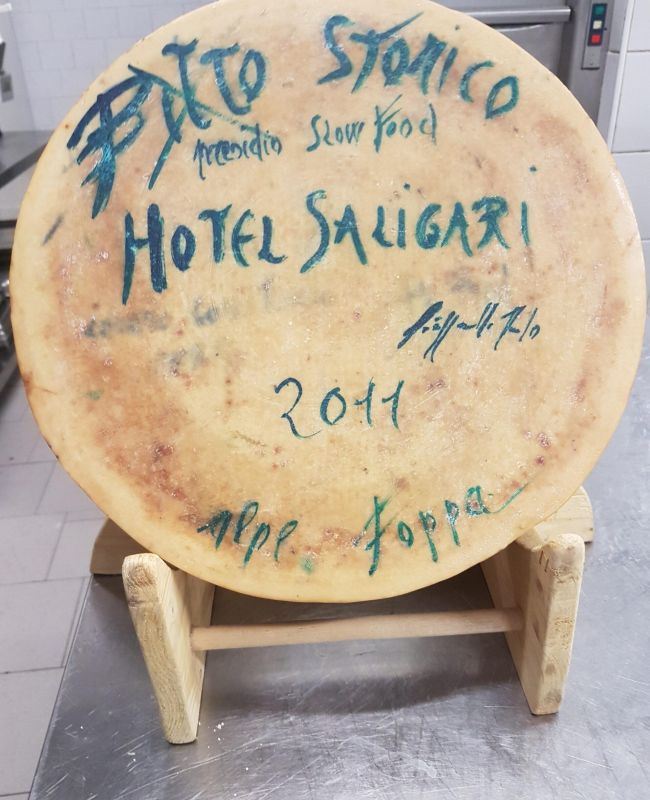 Bitto Storico
presidio Slow Food
Hotel Saligari
2011
Alpe Foppa